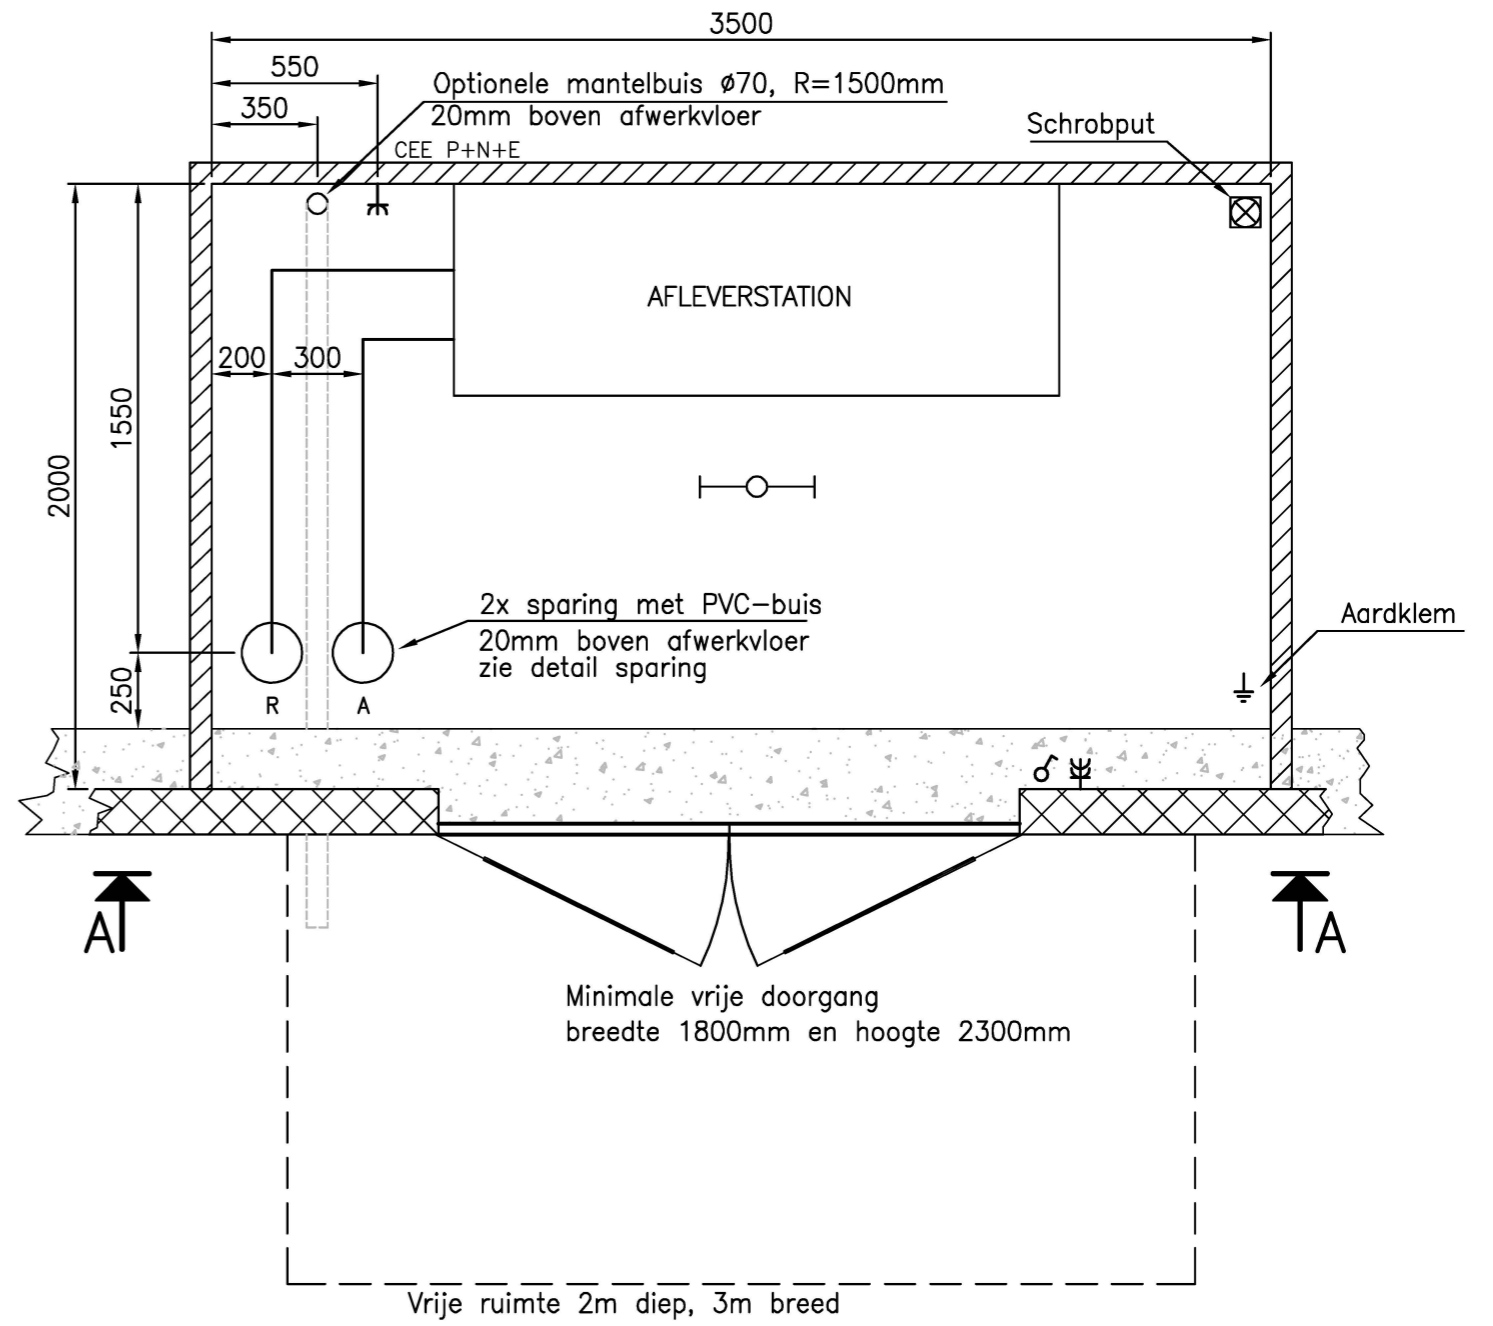 3500
550
Optionele mantelbuis ø70, R=1500mm
350
20mm boven afwerkvloer
Schrobput
CEE P+N+E
AFLEVERSTATION
200
300
1550
2000
2x sparing met PVC-buis
20mm boven afwerkvloer
zie detail sparing
Aardklem
250
R
A
A
A
Minimale vrije doorgang
breedte 1800mm en hoogte 2300mm
Vrije ruimte 2m diep, 3m breed